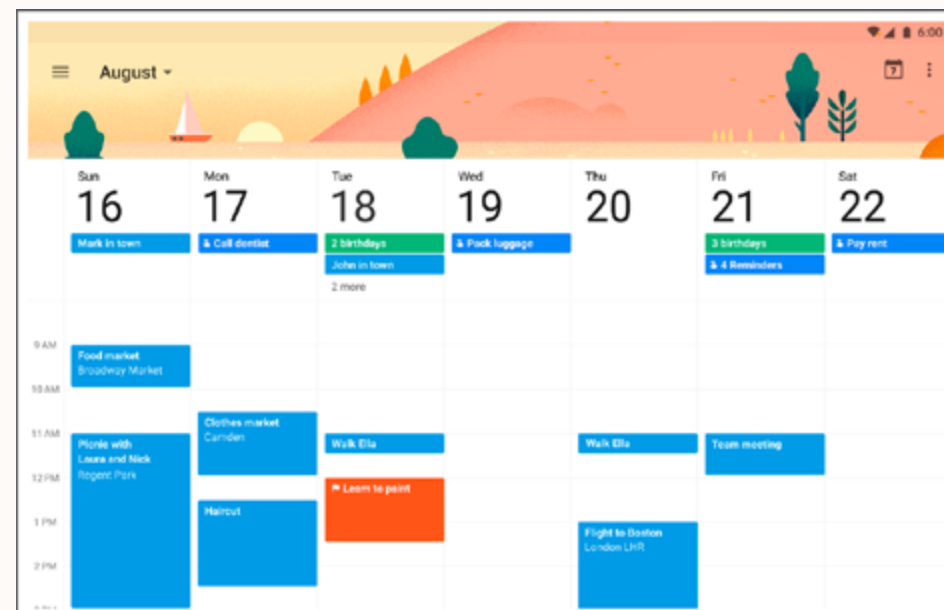 6:00
August
7
Sun
Mon
Tue
Wed
Thu
Fri
Sat
16
17
18
19
20
21
22
Mark in town
Call dentist
2 birthdays
Pack luggage
3 birthdays
Pay rent
John in town
4 Reminders
2 more
9 AM
Food market
Broadway Market
10 AM
Clothes market
Camden
11 AM
Picnic with
Laura and Nick
Regent Park
Walk Ella
Walk Ella
Team meeting
12 PM
Learn to paint
Haircut
1 PM
Flight to Boston
London LHR
2 PM